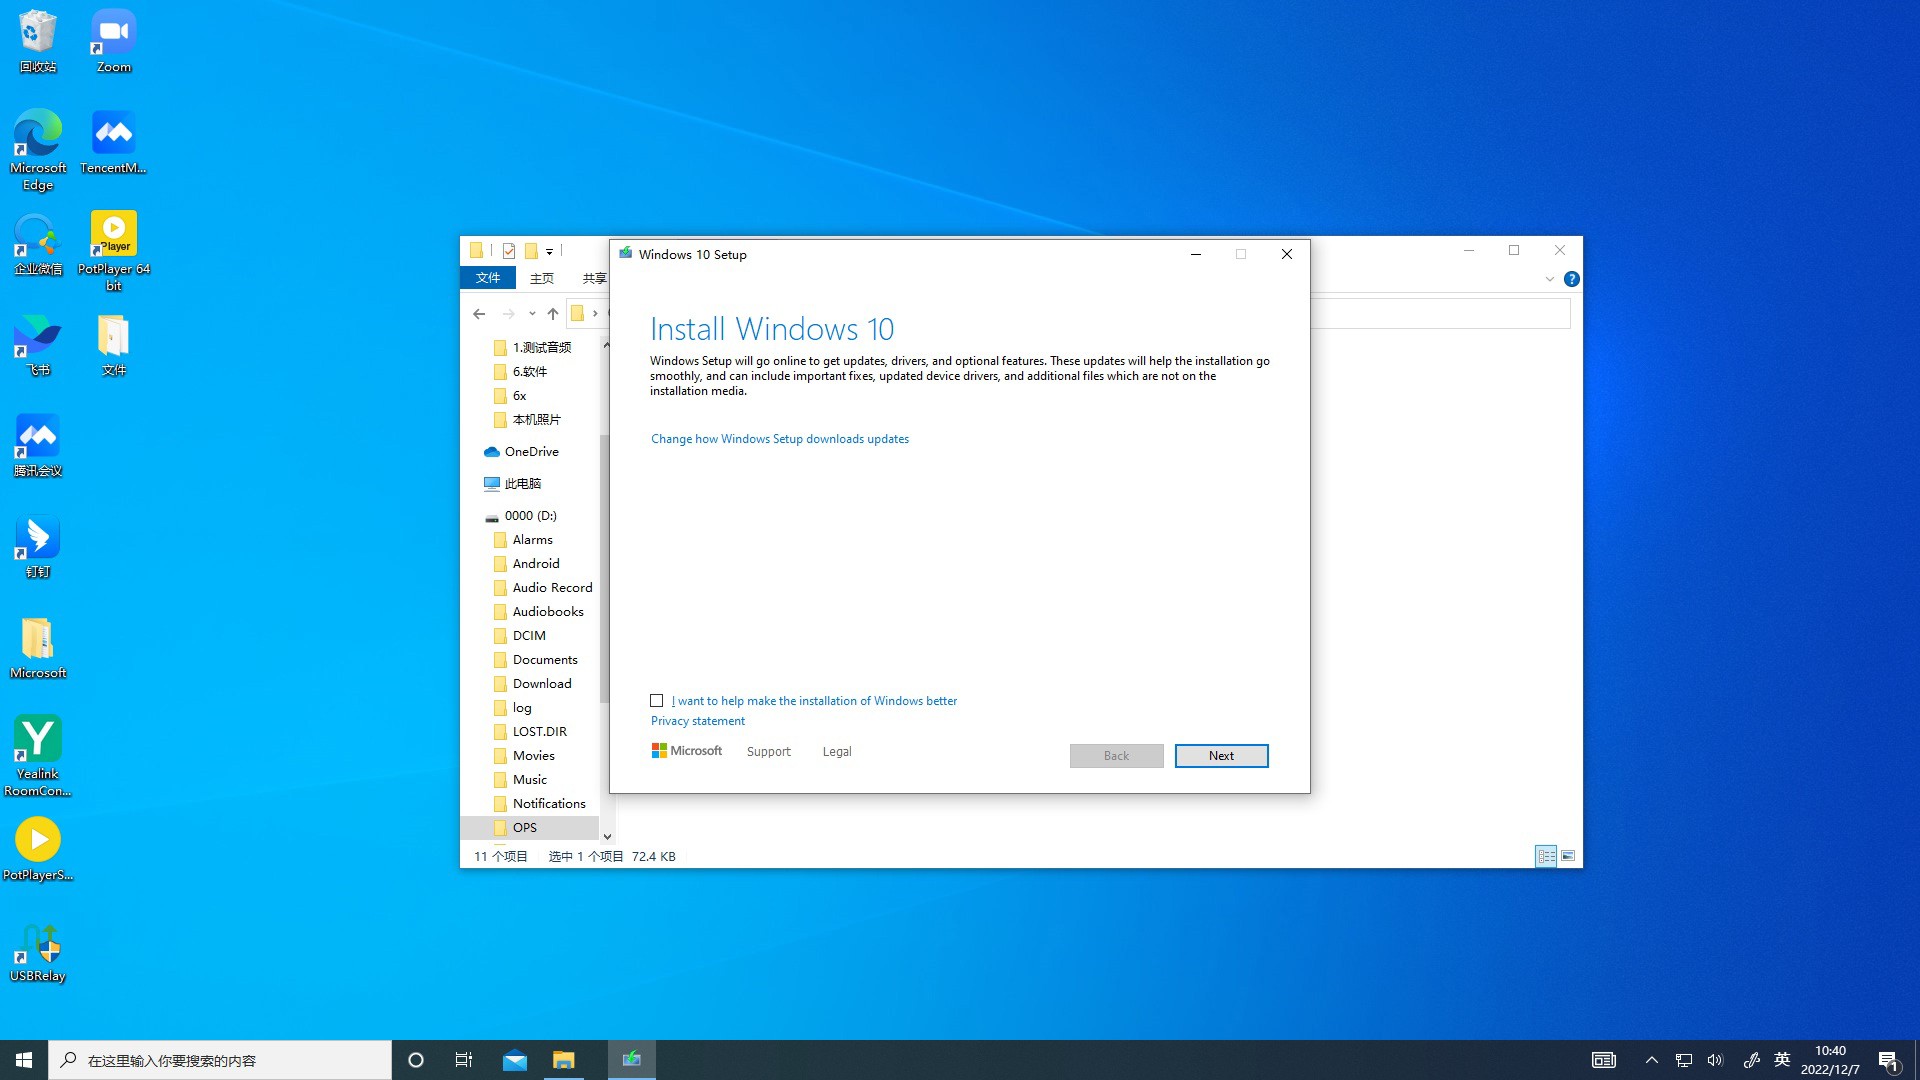 回收站
Zoom
Microsoft
Edge
TencentM...
企业微信
Player
PotPlayer 64
bit
飞书
文件
腾讯会议
钉钉
Microsoft
Y
Yealink
RoomCon...
PotPlayerS...
USBRelay
文件
主页
共享
1.测试音频
6.软件
6x
本机照片
OneDrive
此电脑
0000 (D:)
Alarms
Android
Audio Record
Audiobooks
DCIM
Documents
Download
log
LOST.DIR
Movies
Music
Notifications
OPS
11 个项目
选中 1 个项目 72.4 KB
Windows 10 Setup
Install Windows 10
Windows Setup will go online to get updates, drivers, and optional features. These updates will help the installation go
smoothly, and can include important fixes, updated device drivers, and additional files which are not on the
installation media.
Change how Windows Setup downloads updates
I want to help make the installation of Windows better
Privacy statement
Microsoft
Support
Legal
Back
Next
?
在这里输入你要搜索的内容
英
10:40
2022/12/7
1